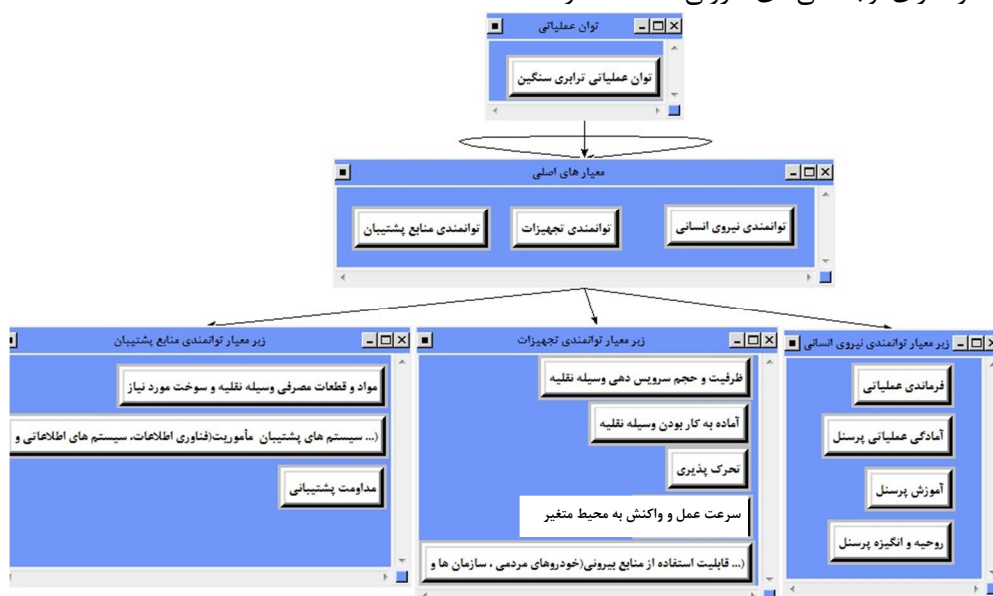 توان عملیاتی
توان عملیاتی ترابری سنگین
معیار های اصلی
توانمندی نیروی انسانی
توانمندی تجهیزات
توانمندی منابع پشتیبان
زیر معیار توانمندی نیروی انسانی
فرماندی عملیاتی
آمادگی عملیاتی پرسنل
آموزش پرسنل
روحیه و انگیزه پرسنل
زیر معیار توانمندی تجهیزات
ظرفیت و حجم سرویس دهی وسیله نقلیه
آماده به کار بودن وسیله نقلیه
تحرک پذیری
سرعت عمل و واکنش به محیط متغیر
(... قابلیت استفاده از منابع بیرونی(خودروهای مردمی ، سازمان ها و
زیر معیار توانمندی منابع پشتیبان
مواد و قطعات مصرفی وسیله نقلیه و سوخت مورد نیاز
(... سیستم های پشتیبان مأموریت(فناوری اطلاعات، سیستم های اطلاعاتی و
مداومت پشتیبانی